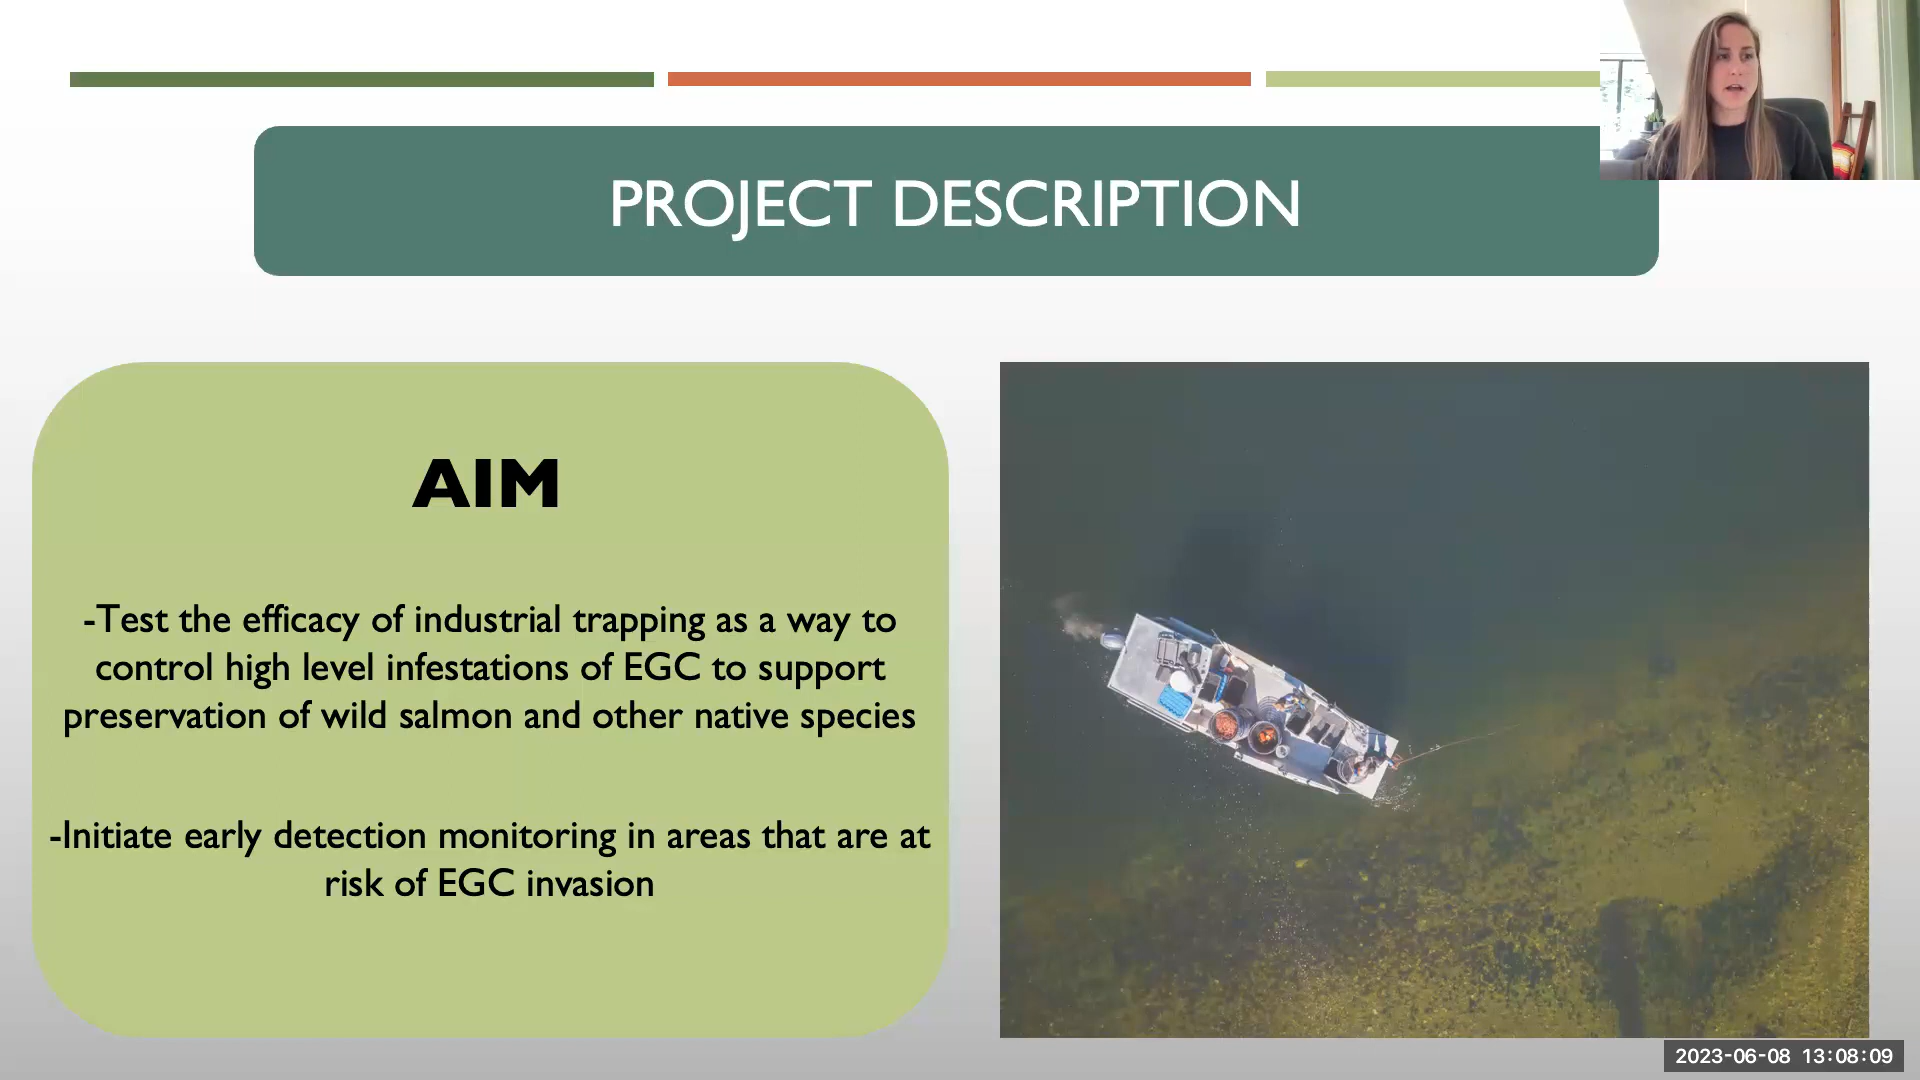 PROJECT DESCRIPTION
AIM
-Test the efficacy of industrial trapping as a way to
control high level infestations of EGC to support
preservation of wild salmon and other native species
-Initiate early detection monitoring in areas that are at
risk of EGC invasion
2023-06-08 13:08:09